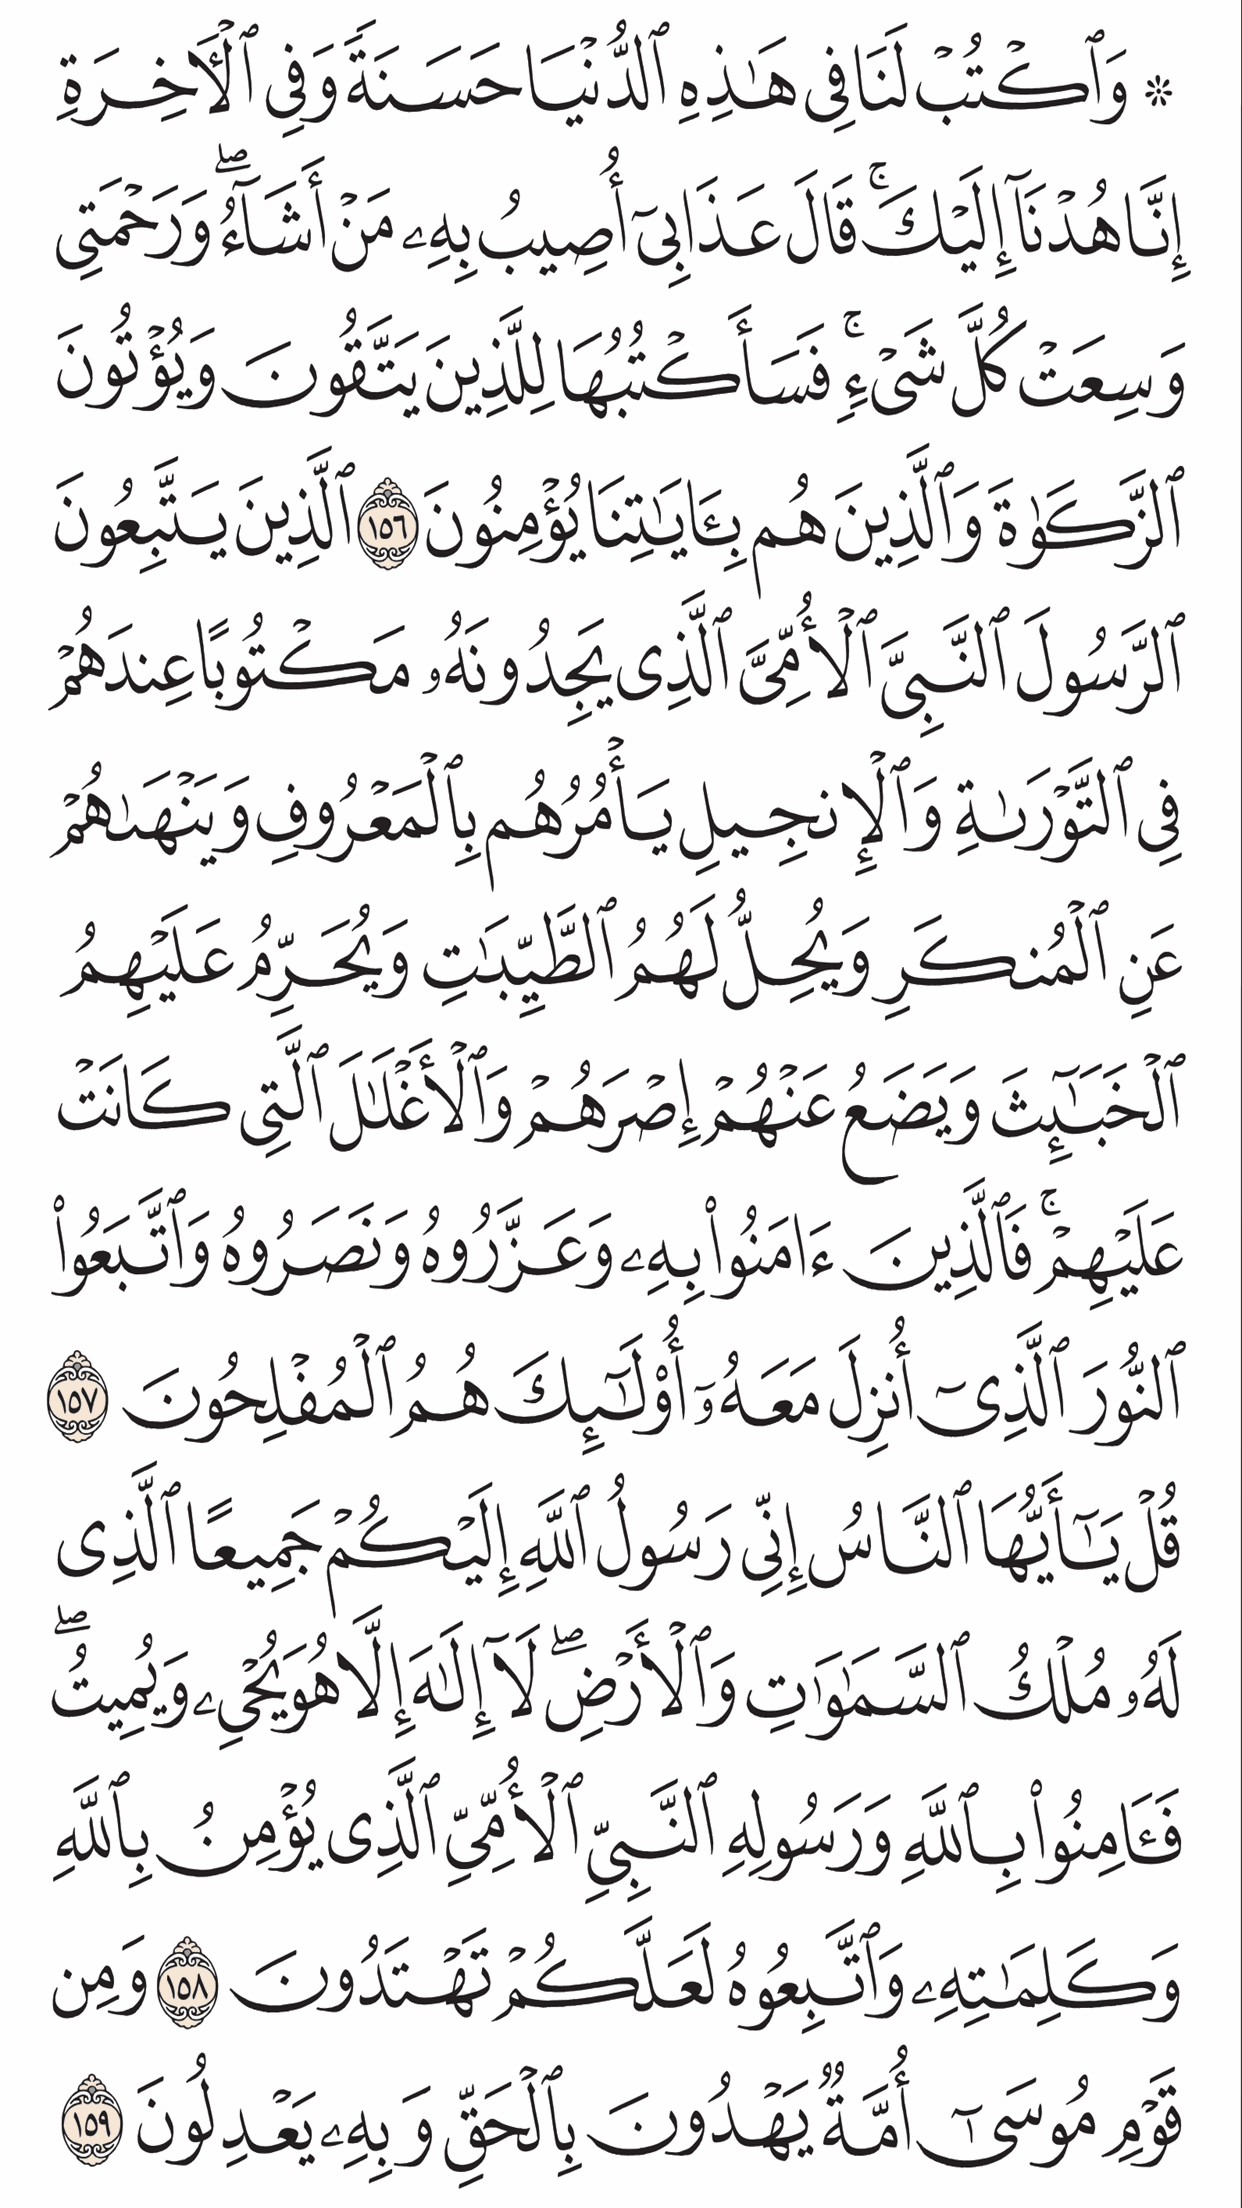 ۞ وَٱكۡتُبۡ لَنَا فِي هَٰذِهِ ٱلدُّنۡيَا حَسَنَةٗ وَفِي ٱلۡأٓخِرَةِ
إِنَّا هُدۡنَآ إِلَيۡكَۚ قَالَ عَذَابِيٓ أُصِيبُ بِهِۦ مَنۡ أَشَآءُۖ وَرَحۡمَتِي
وَسِعَتۡ كُلَّ شَيۡءٖۚ فَسَأَكۡتُبُهَا لِلَّذِينَ يَتَّقُونَ وَيُؤۡتُونَ
ٱلزَّكَوٰةَ وَٱلَّذِينَ هُم بِـَٔايَٰتِنَا يُؤۡمِنُونَ ١٥٦ ٱلَّذِينَ يَتَّبِعُونَ
ٱلرَّسُولَ ٱلنَّبِيَّ ٱلۡأُمِّيَّ ٱلَّذِي يَجِدُونَهُۥ مَكۡتُوبًا عِندَهُمۡ
فِي ٱلتَّوۡرَىٰةِ وَٱلۡإِنجِيلِ يَأۡمُرُهُم بِٱلۡمَعۡرُوفِ وَيَنۡهَىٰهُمۡ
عَنِ ٱلۡمُنكَرِ وَيُحِلُّ لَهُمُ ٱلطَّيِّبَٰتِ وَيُحَرِّمُ عَلَيۡهِمُ
ٱلۡخَبَٰٓئِثَ وَيَضَعُ عَنۡهُمۡ إِصۡرَهُمۡ وَٱلۡأَغۡلَٰلَ ٱلَّتِي كَانَتۡ
عَلَيۡهِمۡۚ فَٱلَّذِينَ ءَامَنُواْ بِهِۦ وَعَزَّرُوهُ وَنَصَرُوهُ وَٱتَّبَعُواْ
ٱلنُّورَ ٱلَّذِيٓ أُنزِلَ مَعَهُۥٓ أُوْلَٰٓئِكَ هُمُ ٱلۡمُفۡلِحُونَ ١٥٧
قُلۡ يَٰٓأَيُّهَا ٱلنَّاسُ إِنِّي رَسُولُ ٱللَّهِ إِلَيۡكُمۡ جَمِيعًا ٱلَّذِي
لَهُۥ مُلۡكُ ٱلسَّمَٰوَٰتِ وَٱلۡأَرۡضِۖ لَآ إِلَٰهَ إِلَّا هُوَ يُحۡيِۦ وَيُمِيتُۖ
فَـَٔامِنُواْ بِٱللَّهِ وَرَسُولِهِ ٱلنَّبِيِّ ٱلۡأُمِّيِّ ٱلَّذِي يُؤۡمِنُ بِٱللَّهِ
وَكَلِمَٰتِهِۦ وَٱتَّبِعُوهُ لَعَلَّكُمۡ تَهۡتَدُونَ ١٥٨ وَمِن
قَوۡمِ مُوسَىٰٓ أُمَّةٞ يَهۡدُونَ بِٱلۡحَقِّ وَبِهِۦ يَعۡدِلُونَ ١٥٩